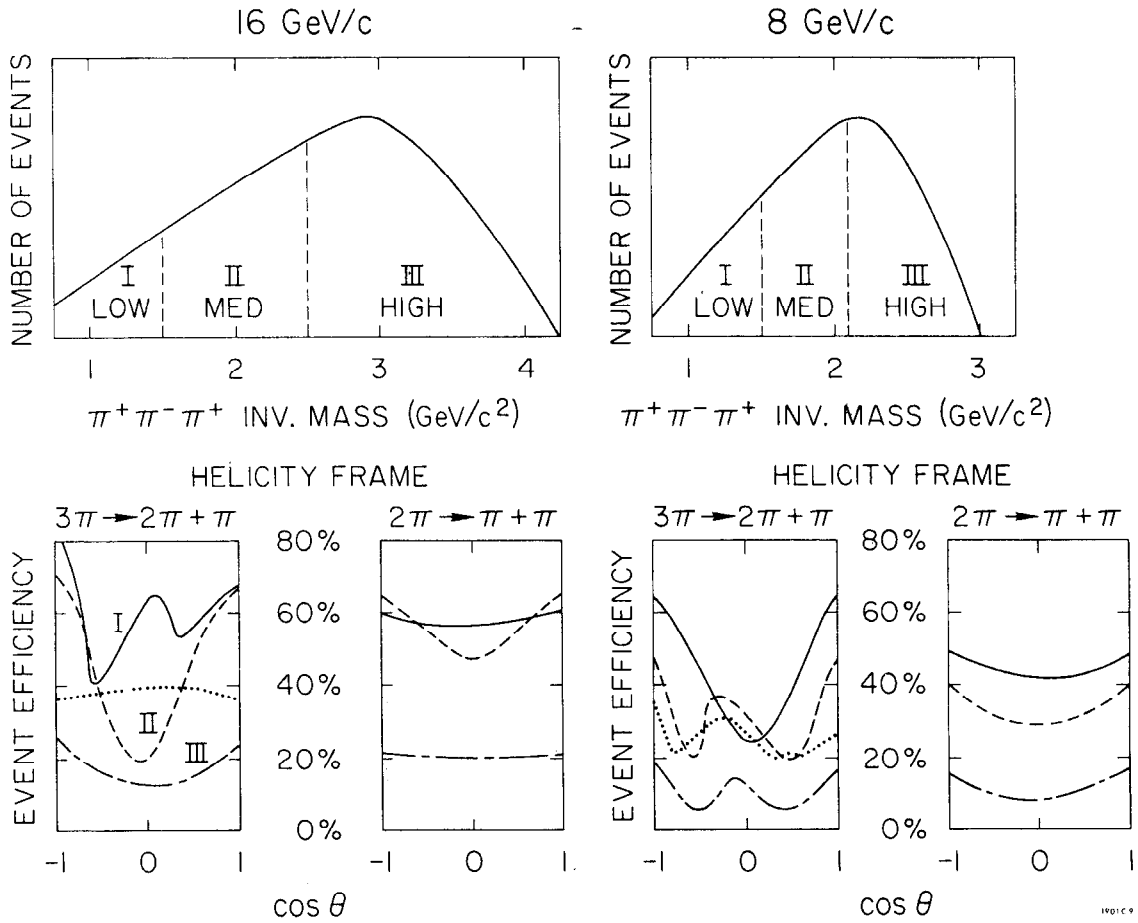 16 GeV/c
8 GeV/c
NUMBER OF EVENTS
I
LOW
II
MED
III
HIGH
1 2 3 4
π⁺π⁻π⁺ INV. MASS (GeV/c²)
NUMBER OF EVENTS
I
LOW
II
MED
III
HIGH
1 2 3
π⁺π⁻π⁺ INV. MASS (GeV/c²)
HELICITY FRAME
3π→2π+π
2π→π+π
EVENT EFFICIENCY
I
II
III
80%
60%
40%
20%
0%
-1 0 1
-1 0 1
cos θ
HELICITY FRAME
3π→2π+π
2π→π+π
EVENT EFFICIENCY
80%
60%
40%
20%
0%
-1 0 1
-1 0 1
cos θ
1901C9